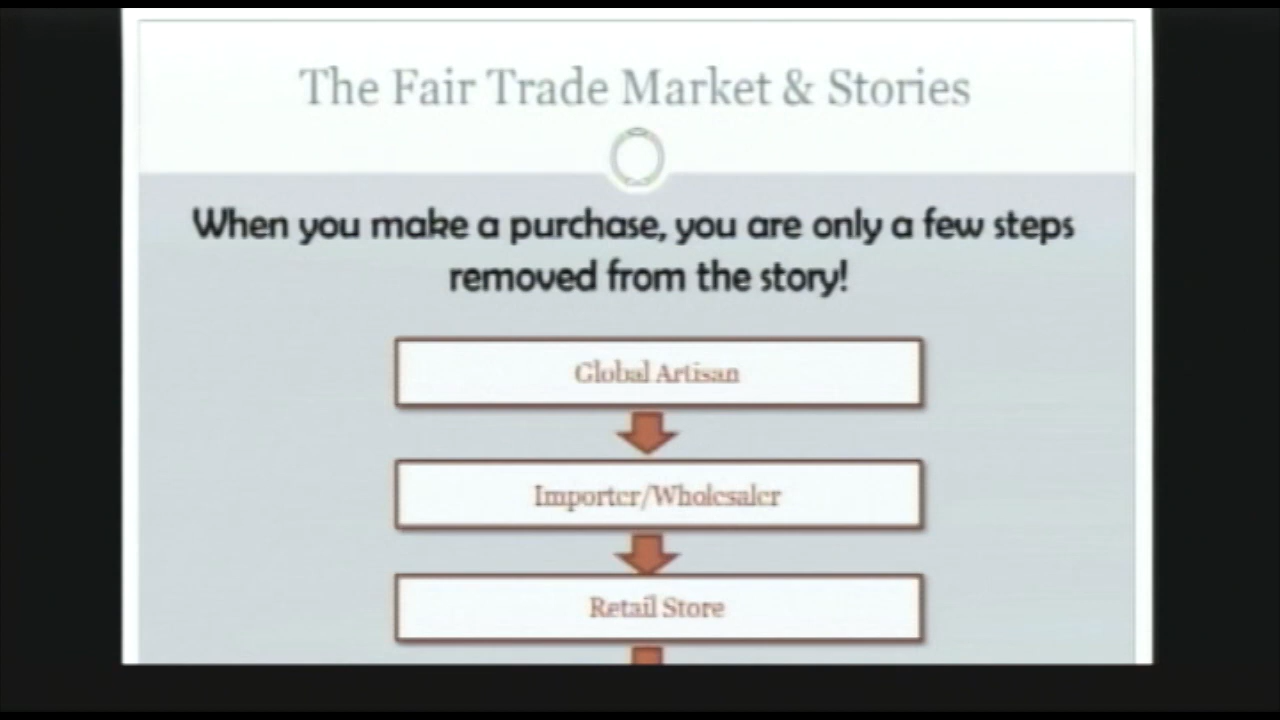 The Fair Trade Market & Stories
When you make a purchase, you are only a few steps
removed from the story!
Global Artisan
Importer/Wholesaler
Retail Store